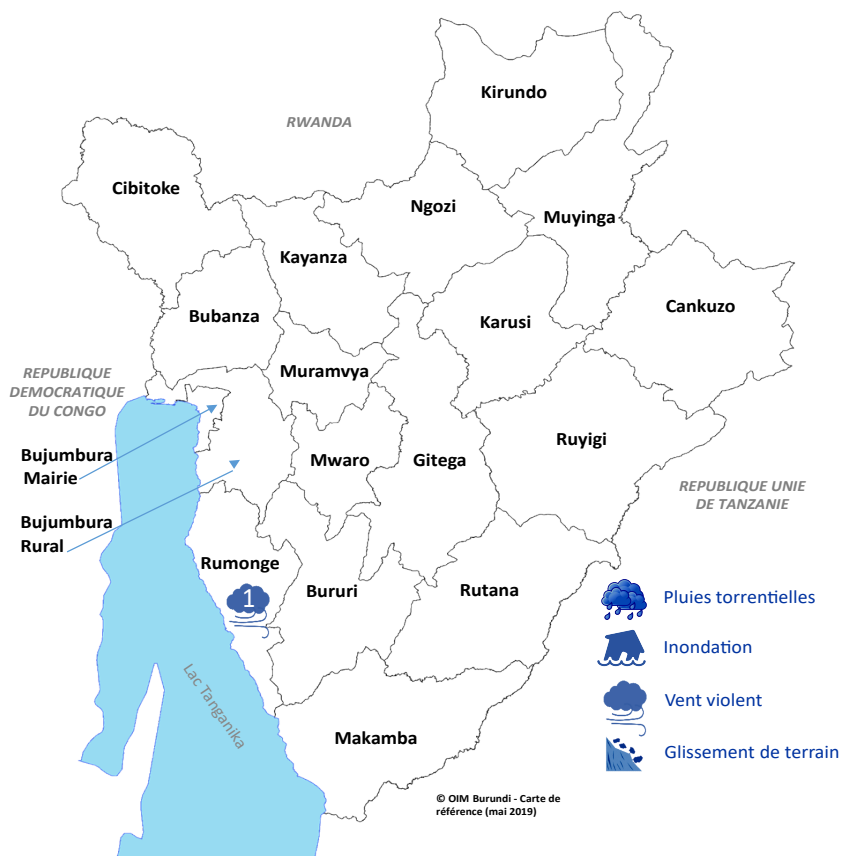 Kirundo
RWANDA
Cibitoke
Ngozi
Muyinga
Kayanza
Cankuzo
Bubanza
Karusi
REPUBLIQUE
DEMOCRATIQUE
DU CONGO
Muramvya
Ruyigi
Bujumbura
Mairie
Mwaro
Gitega
REPUBLIQUE UNIE
DE TANZANIE
Bujumbura
Rural
Rumonge
1
Bururi
Rutana
Pluies torrentielles
Inondation
Lac Tanganika
Vent violent
Makamba
Glissement de terrain
© OIM Burundi - Carte de
référence (mai 2019)